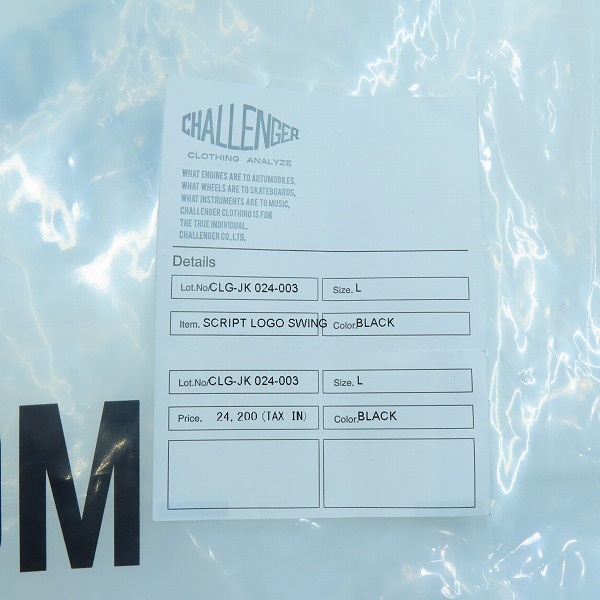 CHALLENGER
CLOTHING ANALYZE
WHAT ENGINES ARE TO AUTOMOBILES,
WHAT WHEELS ARE TO SKATEBOARDS,
WHAT INSTRUMENTS ARE TO MUSIC,
CHALLENGER CLOTHING IS FOR
THE TRUE INDIVIDUAL.
CHALLENGER CO.,LTD.
Details
Lot.No/CLG-JK 024-003 Size. L
Item. SCRIPT LOGO SWING Color.BLACK
Lot.No/CLG-JK 024-003 Size. L
Price. 24,200(TAX IN) Color.BLACK
M